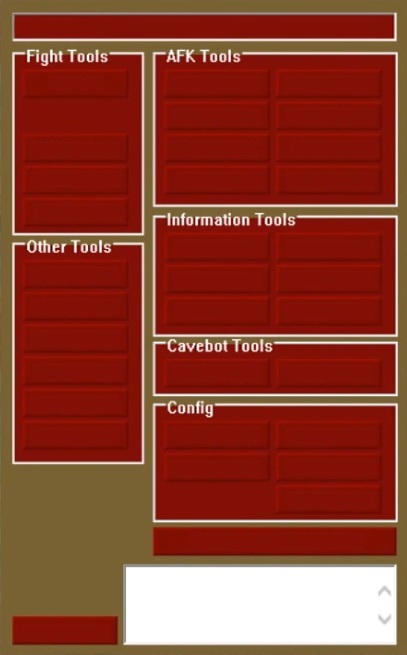 Fight Tools
AFK Tools
Information Tools
Other Tools
Cavebot Tools
Config